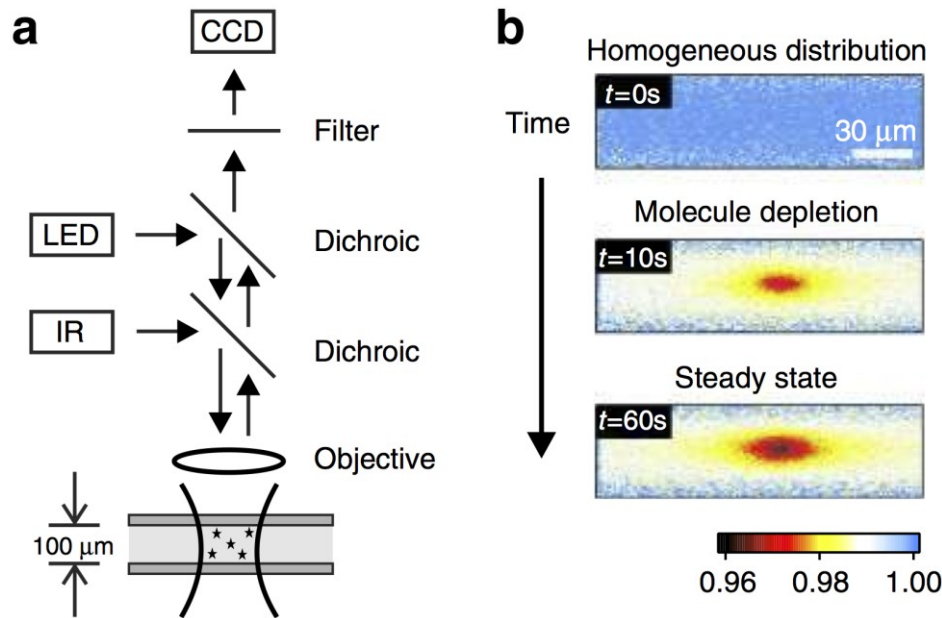 a
CCD
Filter
LED
Dichroic
IR
Dichroic
Objective
100 μm
b
Homogeneous distribution
Time
t=0s
30 μm
Molecule depletion
t=10s
Steady state
t=60s
0.96 0.98 1.00